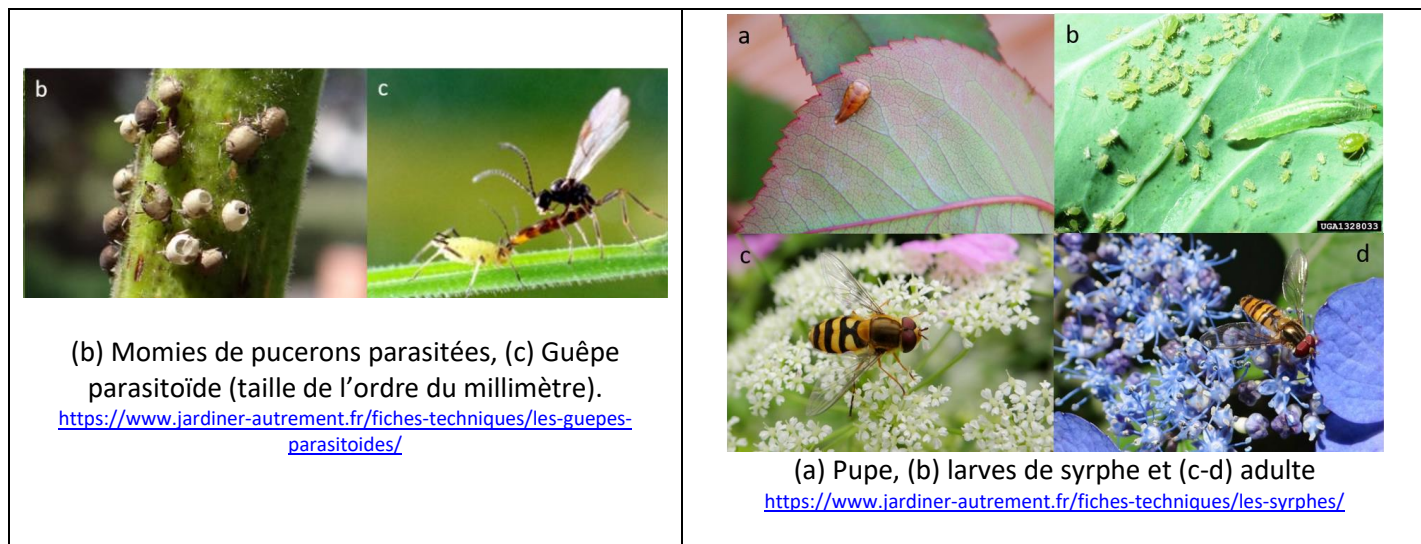 b
c
(b) Momies de pucerons parasitées, (c) Guêpe
parasitoïde (taille de l’ordre du millimètre).
https://www.jardiner-autrement.fr/fiches-techniques/les-guepes-
parasitoides/
a
b
UGA1328033
c
d
(a) Pupe, (b) larves de syrphe et (c-d) adulte
https://www.jardiner-autrement.fr/fiches-techniques/les-syrphes/